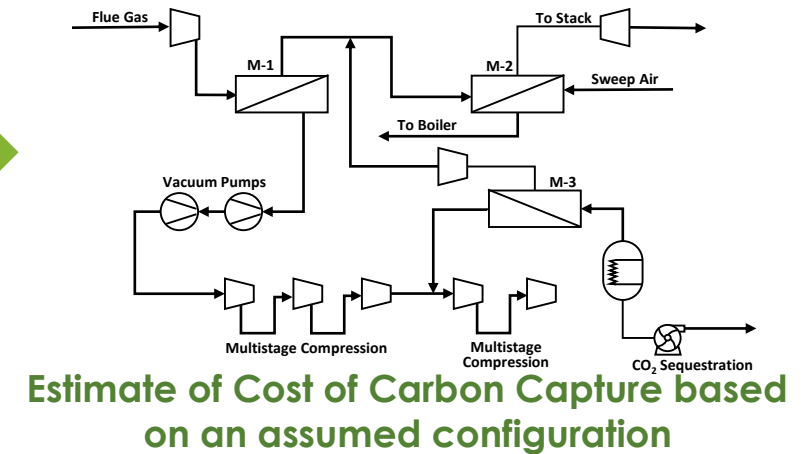 Flue Gas
To Stack
M-1
M-2
Sweep Air
To Boiler
Vacuum Pumps
M-3
Multistage Compression
Multistage
Compression
CO₂ Sequestration
Estimate of Cost of Carbon Capture based
on an assumed configuration